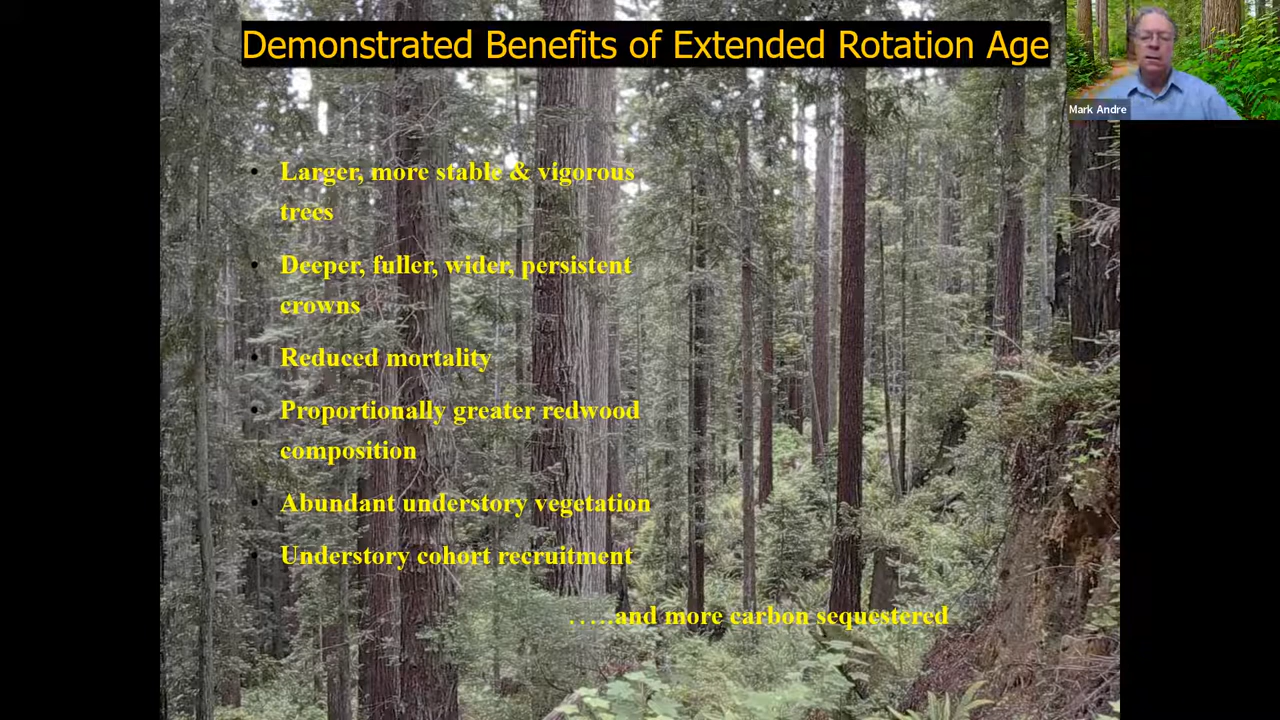 Demonstrated Benefits of Extended Rotation Age
Mark Andre
• Larger, more stable & vigorous
trees
• Deeper, fuller, wider, persistent
crowns
• Reduced mortality
• Proportionally greater redwood
composition
• Abundant understory vegetation
• Understory cohort recruitment
…..and more carbon sequestered